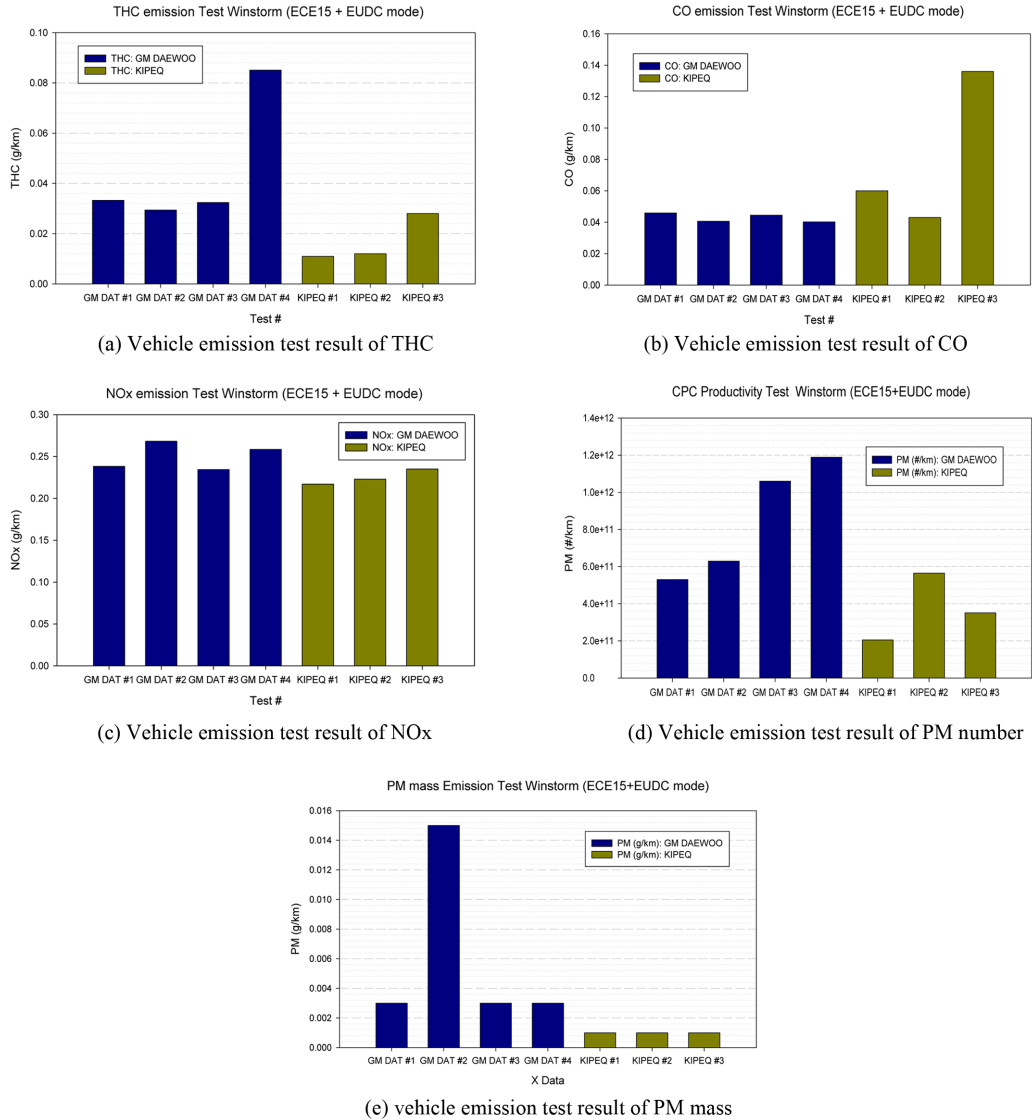 THC emission Test Winstorm (ECE15 + EUDC mode)
THC: GM DAEWOO
THC: KIPEQ
THC (g/km)
0.10
0.08
0.06
0.04
0.02
0.00
GM DAT #1 GM DAT #2 GM DAT #3 GM DAT #4 KIPEQ #1 KIPEQ #2 KIPEQ #3
Test #
(a) Vehicle emission test result of THC
CO emission Test Winstorm (ECE15 + EUDC mode)
CO: GM DAEWOO
CO: KIPEQ
CO (g/km)
0.16
0.14
0.12
0.10
0.08
0.06
0.04
0.02
0.00
GM DAT #1 GM DAT #2 GM DAT #3 GM DAT #4 KIPEQ #1 KIPEQ #2 KIPEQ #3
Test #
(b) Vehicle emission test result of CO
NOx emission Test Winstorm (ECE15 + EUDC mode)
NOx: GM DAEWOO
NOx: KIPEQ
NOx (g/km)
0.30
0.25
0.20
0.15
0.10
0.05
0.00
GM DAT #1 GM DAT #2 GM DAT #3 GM DAT #4 KIPEQ #1 KIPEQ #2 KIPEQ #3
Test #
(c) Vehicle emission test result of NOx
CPC Productivity Test Winstorm (ECE15+EUDC mode)
PM (#/km): GM DAEWOO
PM (#/km): KIPEQ
PM (#/km)
1.4e+12
1.2e+12
1.0e+12
8.0e+11
6.0e+11
4.0e+11
2.0e+11
0.0
GM DAT #1 GM DAT #2 GM DAT #3 GM DAT #4 KIPEQ #1 KIPEQ #2 KIPEQ #3
(d) Vehicle emission test result of PM number
PM mass Emission Test Winstorm (ECE15+EUDC mode)
PM (g/km): GM DAEWOO
PM (g/km): KIPEQ
PM (g/km)
0.016
0.014
0.012
0.010
0.008
0.006
0.004
0.002
0.000
GM DAT #1 GM DAT #2 GM DAT #3 GM DAT #4 KIPEQ #1 KIPEQ #2 KIPEQ #3
X Data
(e) vehicle emission test result of PM mass